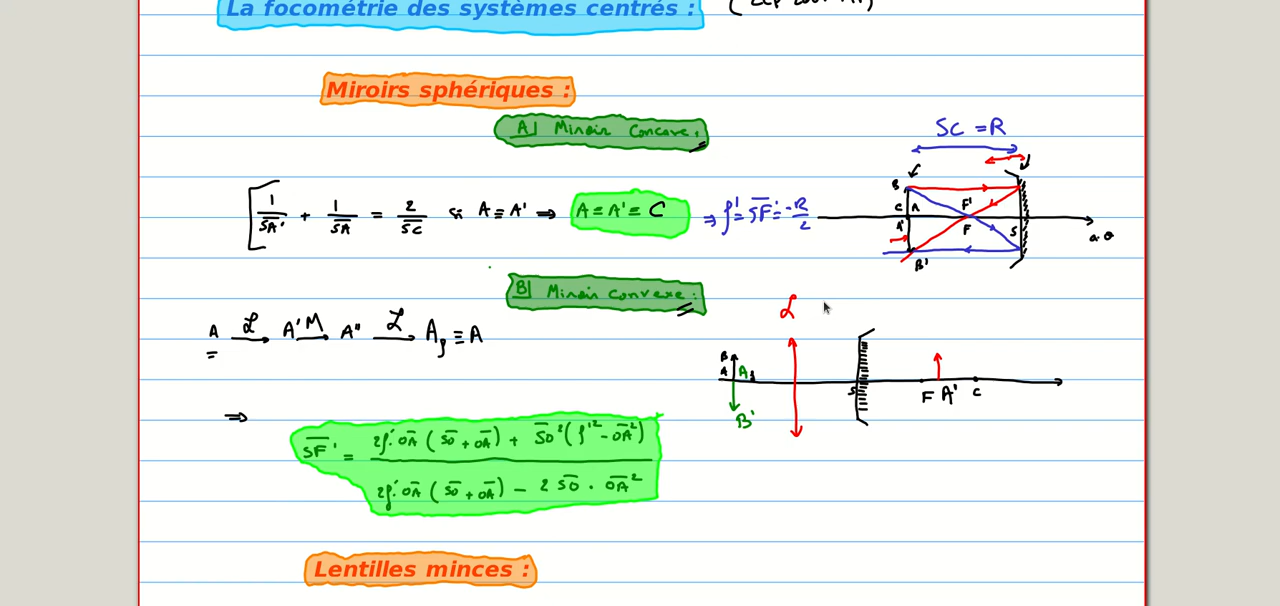 La focométrie des systèmes centrés :
Miroirs sphériques :
A] Miroir Concave :
SC = R
1/SA' + 1/SA = 2/SC si A ≡ A' ⇒ A ≡ A' ≡ C ⇒ f' = SF' = -R/2
B
C A F'
A' F S
B'
B] Miroir convexe :
L
A L→ A' M→ A'' L→ A ≡ A
B
A A
S F A' C
B'
⇒
SF' = (2f'.OA (SO + OA) + SO² (f'² - OA²)) / (2f'.OA (SO + OA) - 2 SO . OA²)
Lentilles minces :